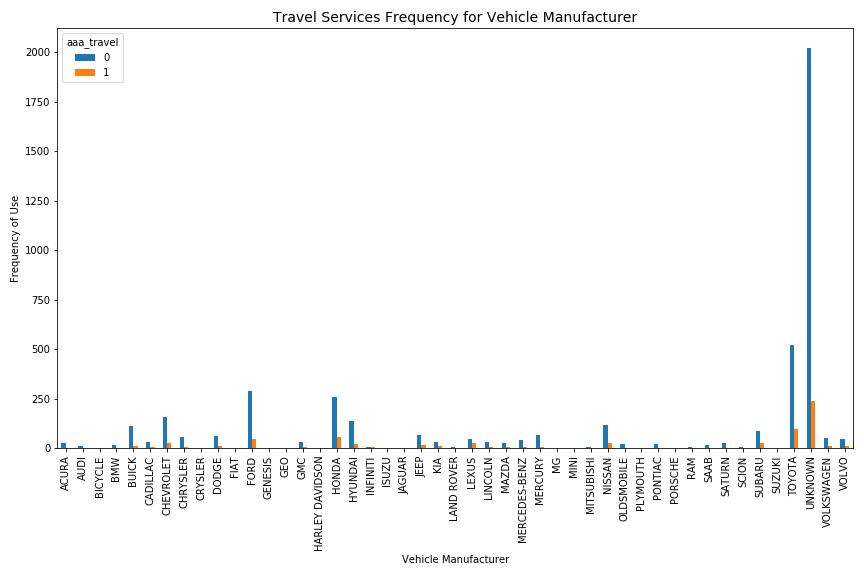 Travel Services Frequency for Vehicle Manufacturer
aaa_travel
0
1
2000
1750
1500
1250
1000
750
500
250
0
Frequency of Use
ACURA
AUDI
BICYCLE
BMW
BUICK
CADILLAC
CHEVROLET
CHRYSLER
CRYSLER
DODGE
FIAT
FORD
GENESIS
GEO
GMC
HARLEY DAVIDSON
HONDA
HYUNDAI
INFINITI
ISUZU
JAGUAR
JEEP
KIA
LAND ROVER
LEXUS
LINCOLN
MAZDA
MERCEDES-BENZ
MERCURY
MG
MINI
MITSUBISHI
NISSAN
OLDSMOBILE
PLYMOUTH
PONTIAC
PORSCHE
RAM
SAAB
SATURN
SCION
SUBARU
SUZUKI
TOYOTA
UNKNOWN
VOLKSWAGEN
VOLVO
Vehicle Manufacturer